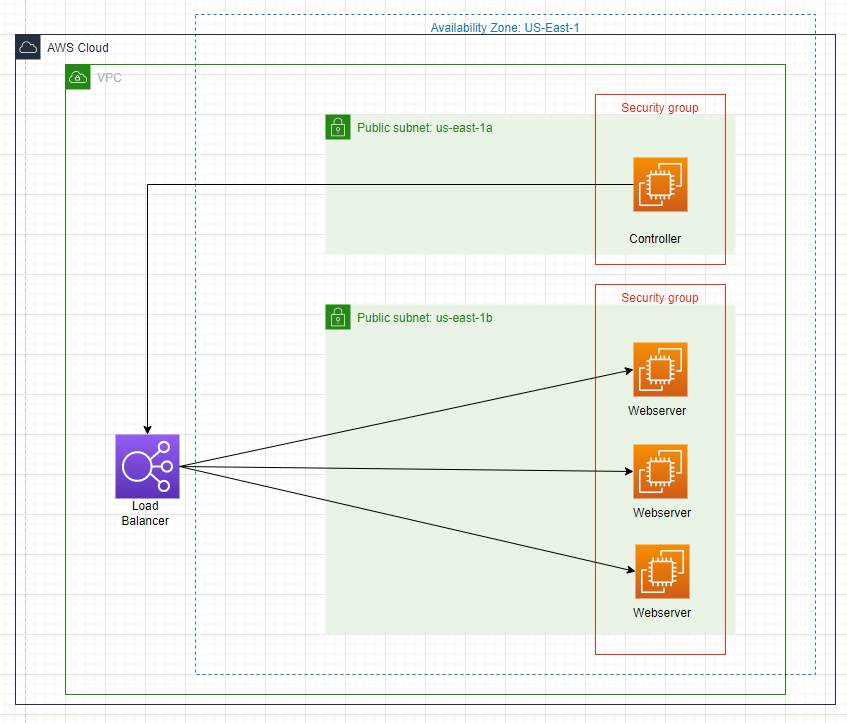 Availability Zone: US-East-1
AWS Cloud
VPC
Security group
Public subnet: us-east-1a
Controller
Security group
Public subnet: us-east-1b
Webserver
Webserver
Load
Balancer
Webserver